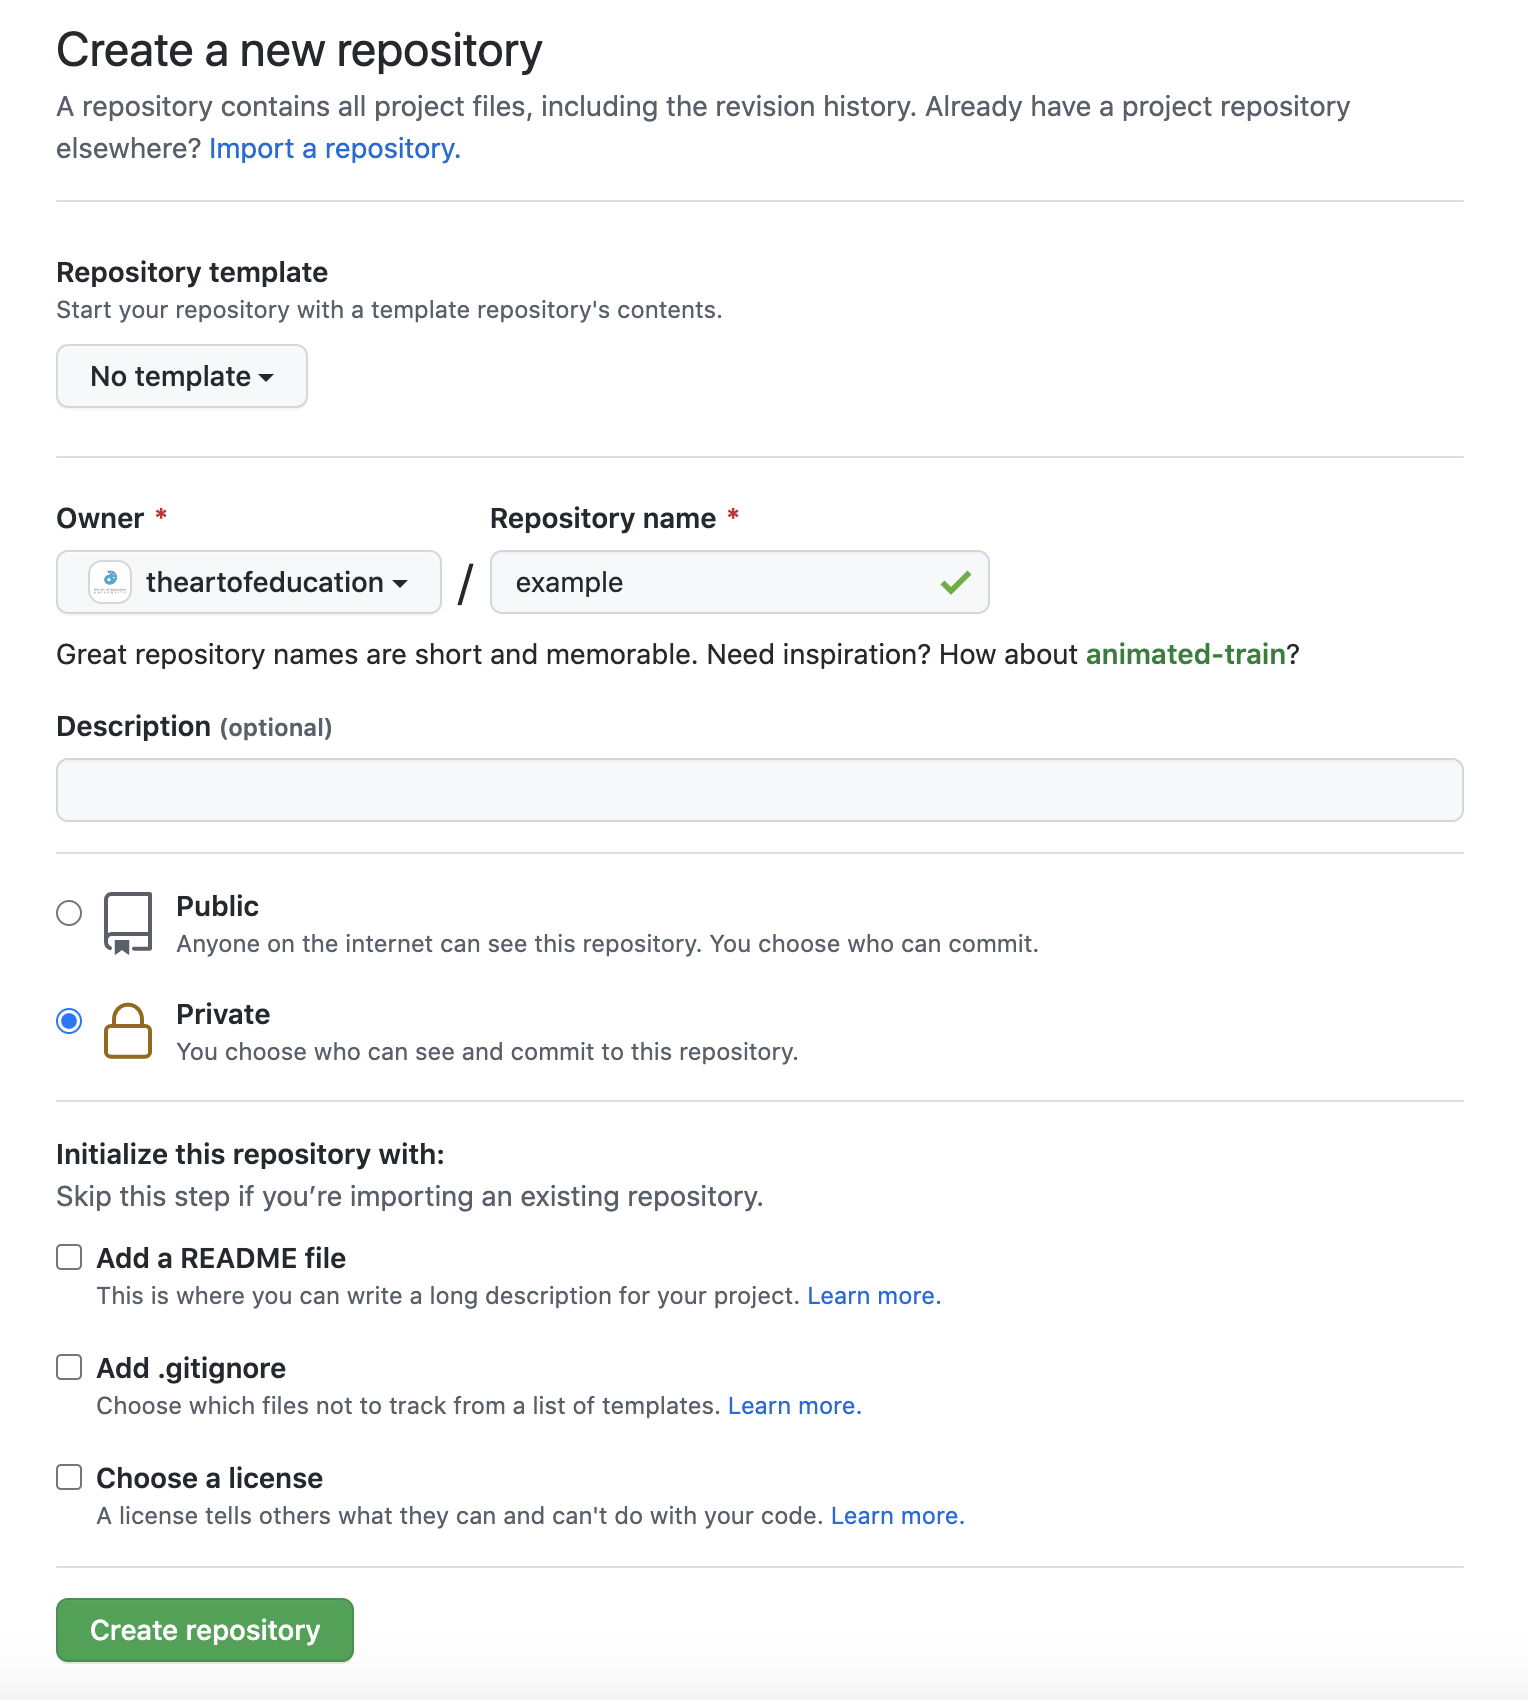 Create a new repository
A repository contains all project files, including the revision history. Already have a project repository
elsewhere? Import a repository.
Repository template
Start your repository with a template repository's contents.
No template
Owner *
Repository name *
theartofeducation
/
example
Great repository names are short and memorable. Need inspiration? How about animated-train?
Description (optional)
Public
Anyone on the internet can see this repository. You choose who can commit.
Private
You choose who can see and commit to this repository.
Initialize this repository with:
Skip this step if you’re importing an existing repository.
Add a README file
This is where you can write a long description for your project. Learn more.
Add .gitignore
Choose which files not to track from a list of templates. Learn more.
Choose a license
A license tells others what they can and can't do with your code. Learn more.
Create repository